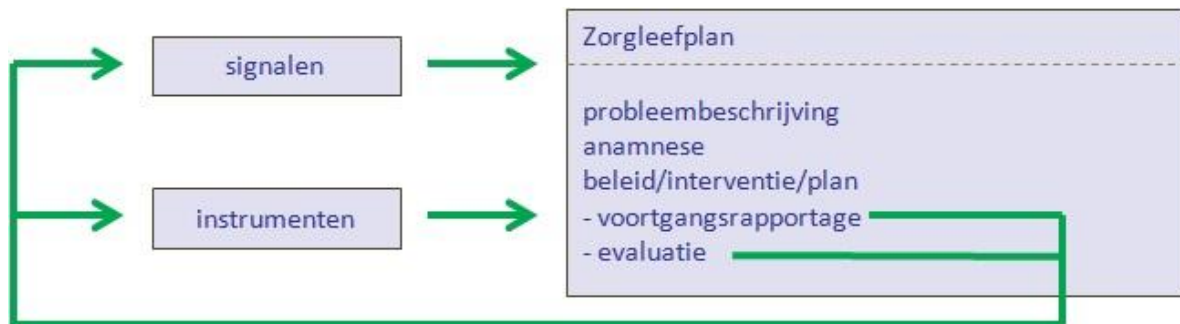 signalen
instrumenten
Zorgleefplan
probleembeschrijving
anamnese
beleid/interventie/plan
- voortgangsrapportage
- evaluatie